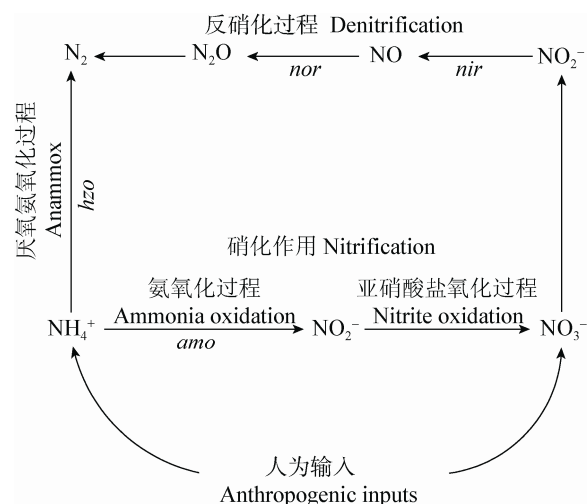 反硝化过程 Denitrification
N₂ N₂O NO NO₂⁻
nor nir
厌氧氨氧化过程
Anammox
hzo
硝化作用 Nitrification
氨氧化过程 亚硝酸盐氧化过程
Ammonia oxidation Nitrite oxidation
NH₄⁺ NO₂⁻ NO₃⁻
amo
人为输入
Anthropogenic inputs